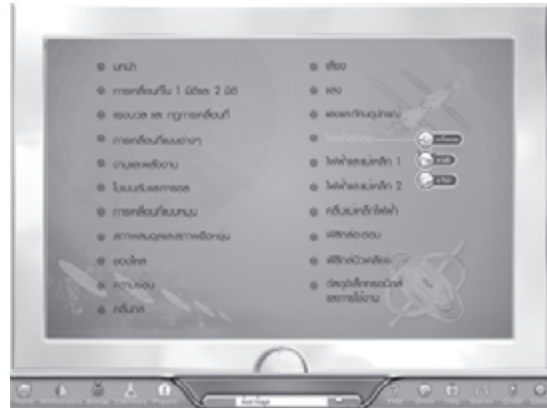 บทนำ
การเคลื่อนที่ใน 1 มิติและ 2 มิติ
แรงมวล และ กฎการเคลื่อนที่
การเคลื่อนที่แบบต่างๆ
งานและพลังงาน
โมเมนตัมและการดล
การเคลื่อนที่แบบหมุน
สภาพสมดุลและสภาพยืดหยุ่น
ของไหล
ความร้อน
คลื่นกล
เสียง
แสง
แสงและทัศนอุปกรณ์
ไฟฟ้าสถิต
ไฟฟ้าและแม่เหล็ก 1
ไฟฟ้าและแม่เหล็ก 2
คลื่นแม่เหล็กไฟฟ้า
ฟิสิกส์อะตอม
ฟิสิกส์นิวเคลียร์
วัสดุอิเล็กทรอนิกส์
และการใช้งาน